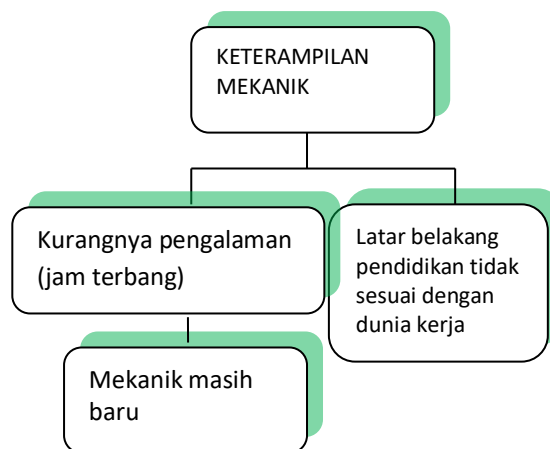 KETERAMPILAN
MEKANIK
Kurangnya pengalaman
(jam terbang)
Latar belakang
pendidikan tidak
sesuai dengan
dunia kerja
Mekanik masih
baru